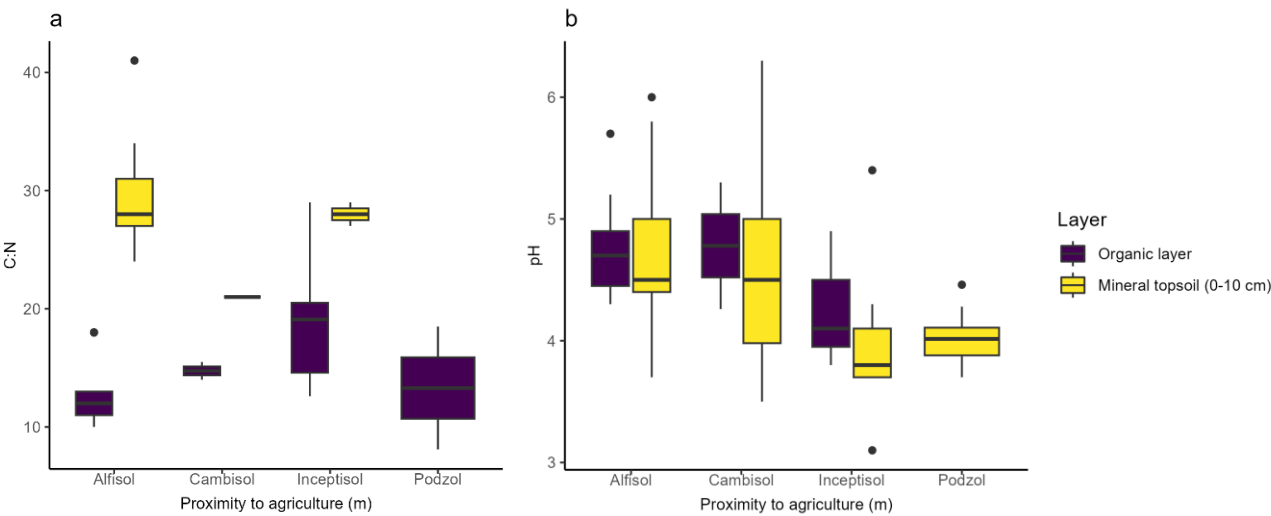 a
C:N
40
30
20
10
Alfisol
Cambisol
Inceptisol
Podzol
Proximity to agriculture (m)
b
pH
6
5
4
3
Alfisol
Cambisol
Inceptisol
Podzol
Proximity to agriculture (m)
Layer
Organic layer
Mineral topsoil (0-10 cm)